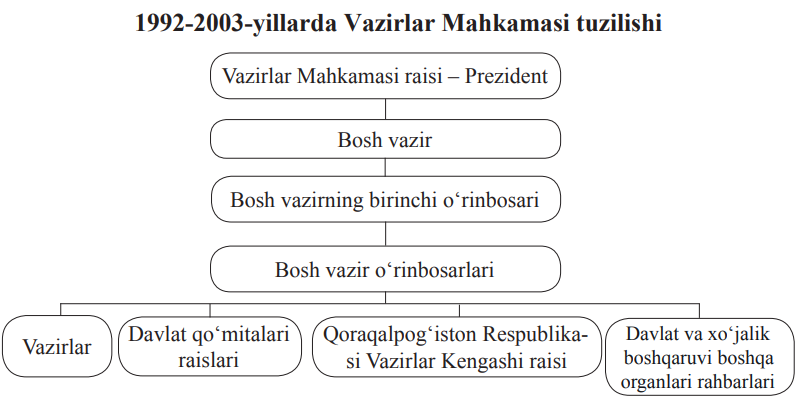 1992-2003-yillarda Vazirlar Mahkamasi tuzilishi
Vazirlar Mahkamasi raisi – Prezident
Bosh vazir
Bosh vazirning birinchi o‘rinbosari
Bosh vazir o‘rinbosarlari
Vazirlar
Davlat qo‘mitalari
raislari
Qoraqalpog‘iston Respublika-
si Vazirlar Kengashi raisi
Davlat va xo‘jalik
boshqaruvi boshqa
organlari rahbarlari